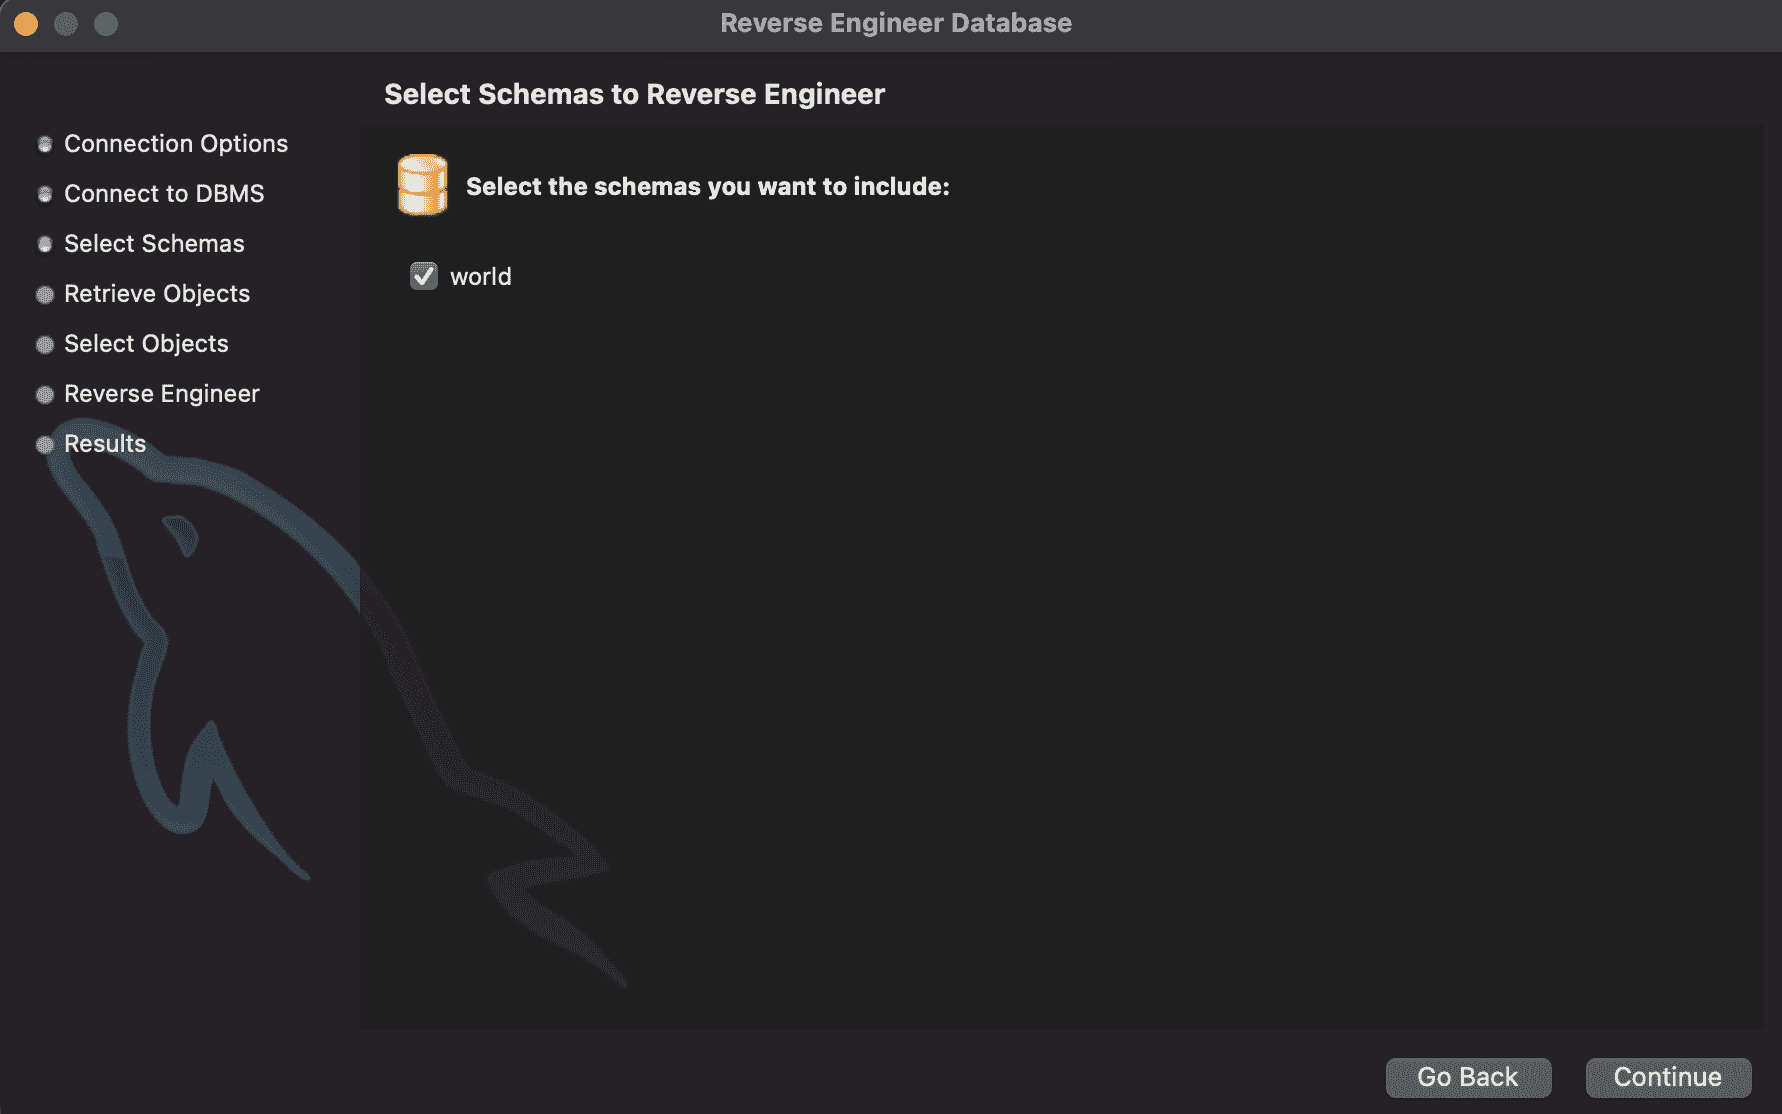 Reverse Engineer Database
Select Schemas to Reverse Engineer
Connection Options
Connect to DBMS
Select Schemas
Retrieve Objects
Select Objects
Reverse Engineer
Results
Select the schemas you want to include:
world
Go Back
Continue